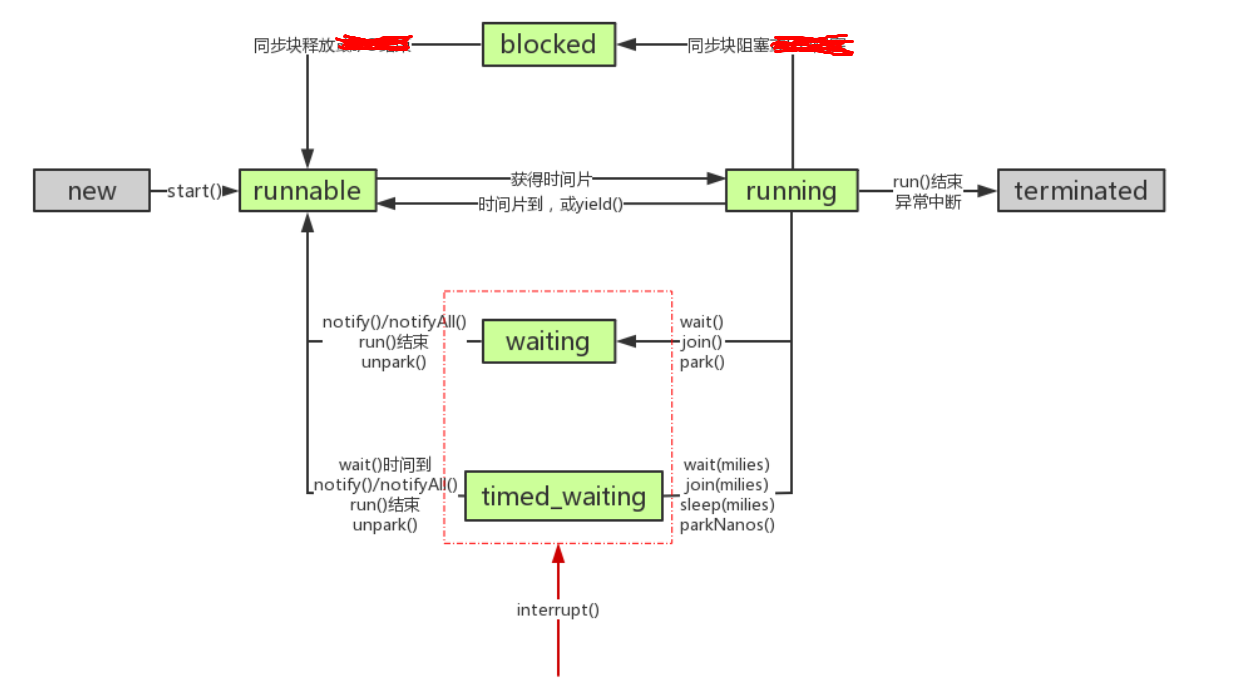 同步块释放
blocked
同步块阻塞
new
start()
runnable
获得时间片
时间片到，或yield()
running
run()结束
异常中断
terminated
notify()/notifyAll()
run()结束
unpark()
waiting
wait()
join()
park()
wait()时间到
notify()/notifyAll()
run()结束
unpark()
timed_waiting
wait(milies)
join(milies)
sleep(milies)
parkNanos()
interrupt()